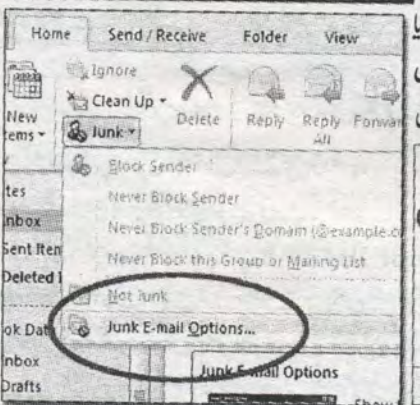 Home Send / Receive Folder View
Ignore
Clean Up
Junk
New
ems
Delete
Reply
Reply
All
Forwar
Block Sender
Never Block Sender
Never Block Sender's Domain (@example.c
Never Block this Group or Mailing List
Not Junk
Junk E-mail Options...
tes
nbox
Sent Iten
Deleted I
ok Dat
nbox
Drafts
Junk E-mail Options